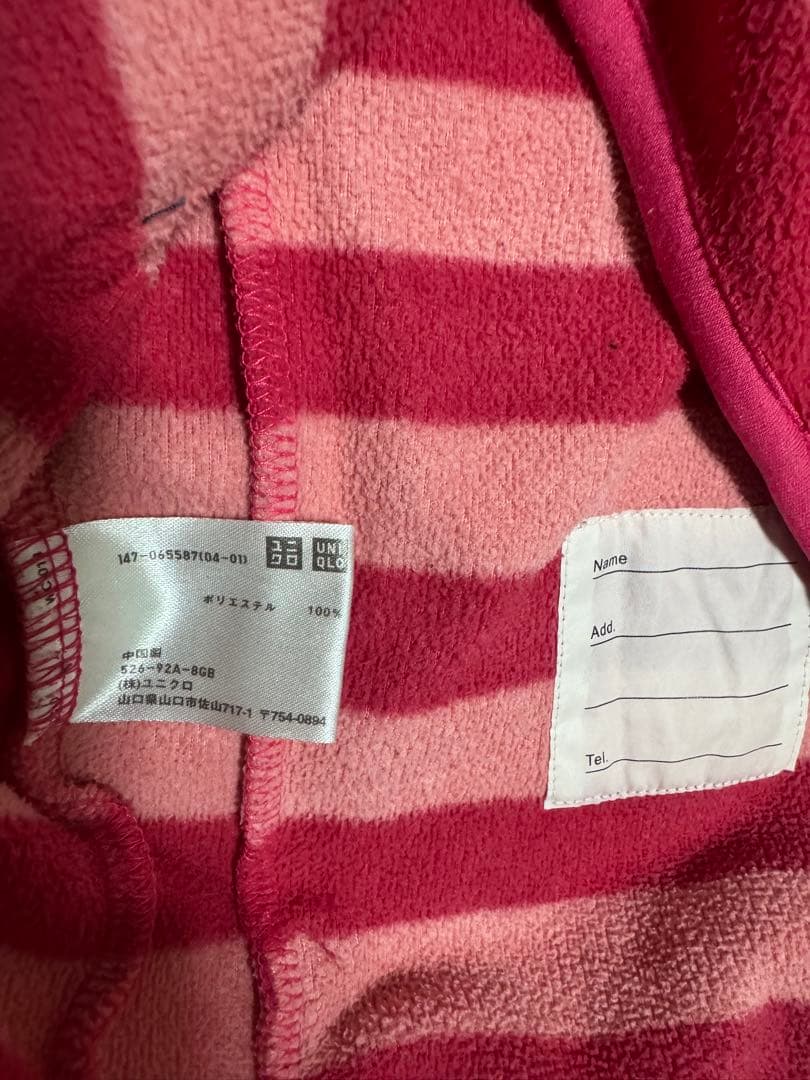 147-065587(04-01)
ユニ
クロ
UNI
QLO
ポリエステル 100%
中国製
526-92A-8GB
(株)ユニクロ
山口県山口市佐山717-1 〒754-0894
Name
Add.
Tel.